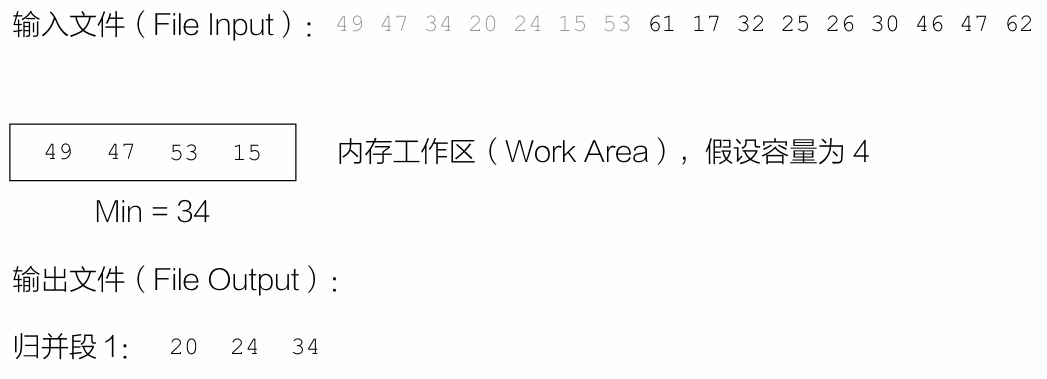 输入文件（File Input）： 49 47 34 20 24 15 53 61 17 32 25 26 30 46 47 62
49 47 53 15 内存工作区（Work Area），假设容量为 4
Min = 34
输出文件（File Output）：
归并段 1： 20 24 34